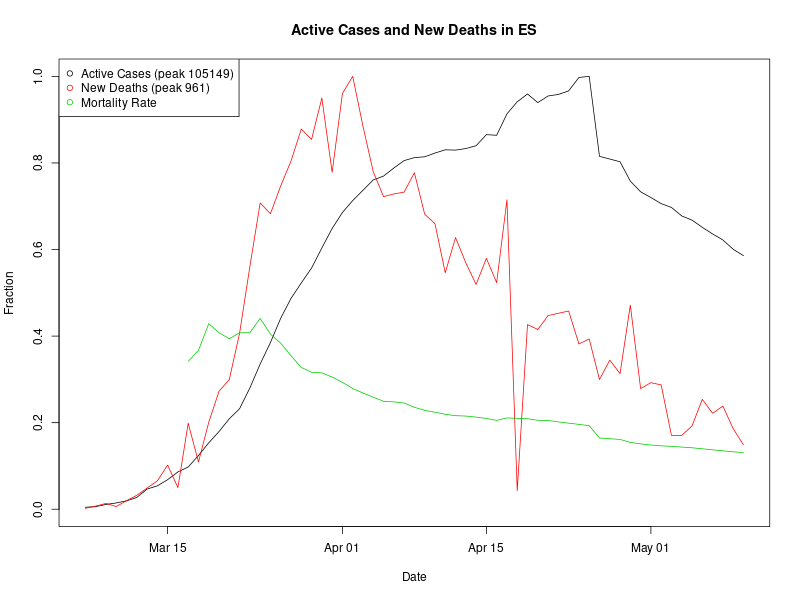 Active Cases and New Deaths in ES
Active Cases (peak 105149)
New Deaths (peak 961)
Mortality Rate
Fraction
1.0
0.8
0.6
0.4
0.2
0.0
Mar 15 Apr 01 Apr 15 May 01
Date